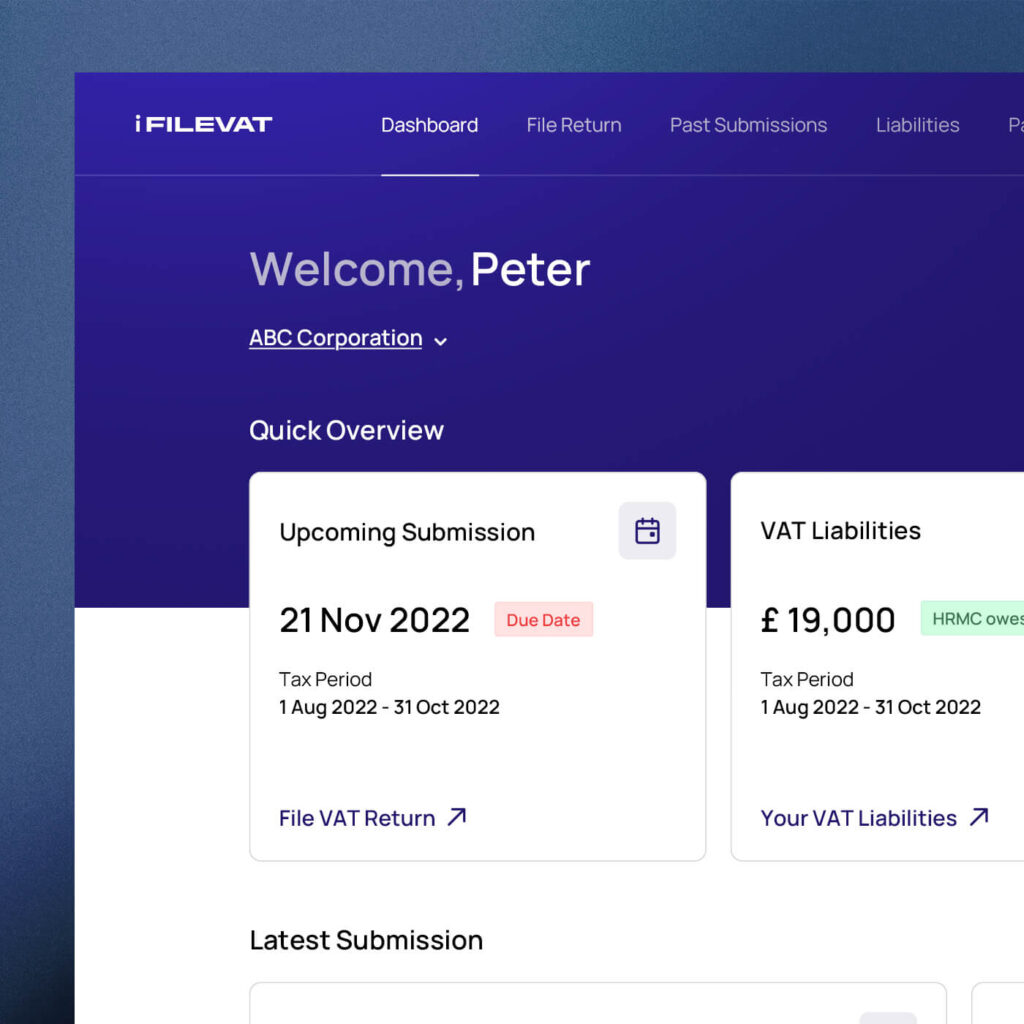 iFILEVAT
Dashboard
File Return
Past Submissions
Liabilities
Welcome, Peter
ABC Corporation
Quick Overview
Upcoming Submission
21 Nov 2022
Due Date
Tax Period
1 Aug 2022 - 31 Oct 2022
File VAT Return
VAT Liabilities
£ 19,000
HRMC owes
Tax Period
1 Aug 2022 - 31 Oct 2022
Your VAT Liabilities
Latest Submission